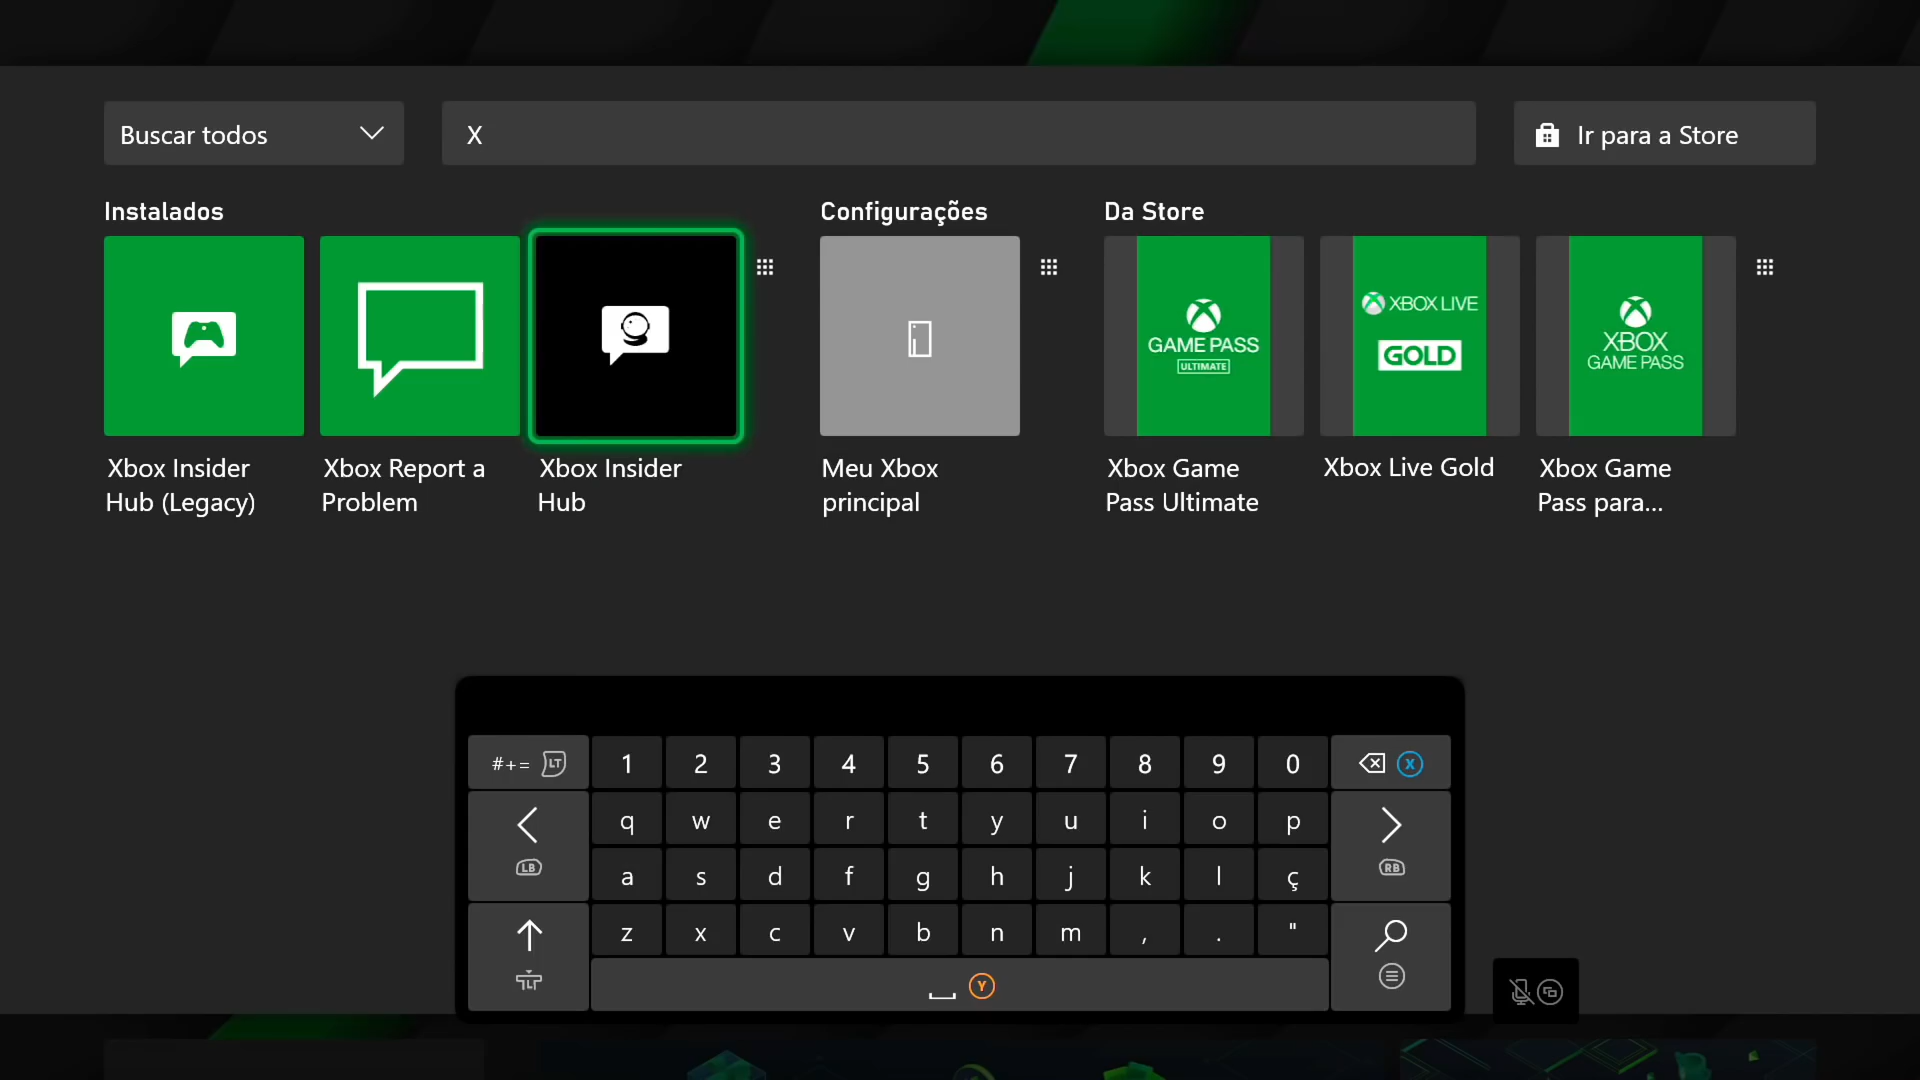 Buscar todos
X
Ir para a Store
Instalados
Configurações
Da Store
GAME PASS
ULTIMATE
XBOX LIVE
GOLD
XBOX
GAME PASS
Xbox Insider
Hub (Legacy)
Xbox Report a
Problem
Xbox Insider
Hub
Meu Xbox
principal
Xbox Game
Pass Ultimate
Xbox Live Gold
Xbox Game
Pass para...
#+= LT 1 2 3 4 5 6 7 8 9 0 X
q w e r t y u i o p
LB a s d f g h j k l ç RB
z x c v b n m , . "
LT Y